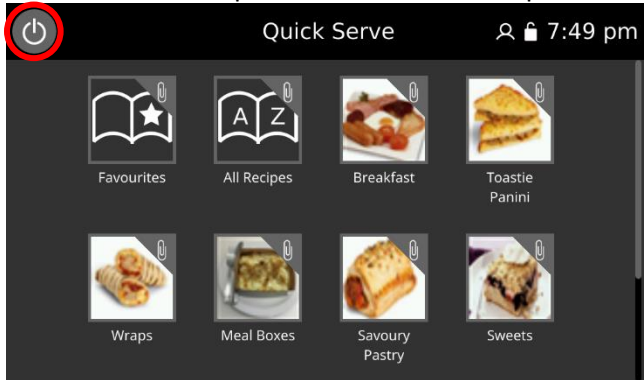 Quick Serve
7:49 pm
A Z
Favourites
All Recipes
Breakfast
Toastie
Panini
Wraps
Meal Boxes
Savoury
Pastry
Sweets